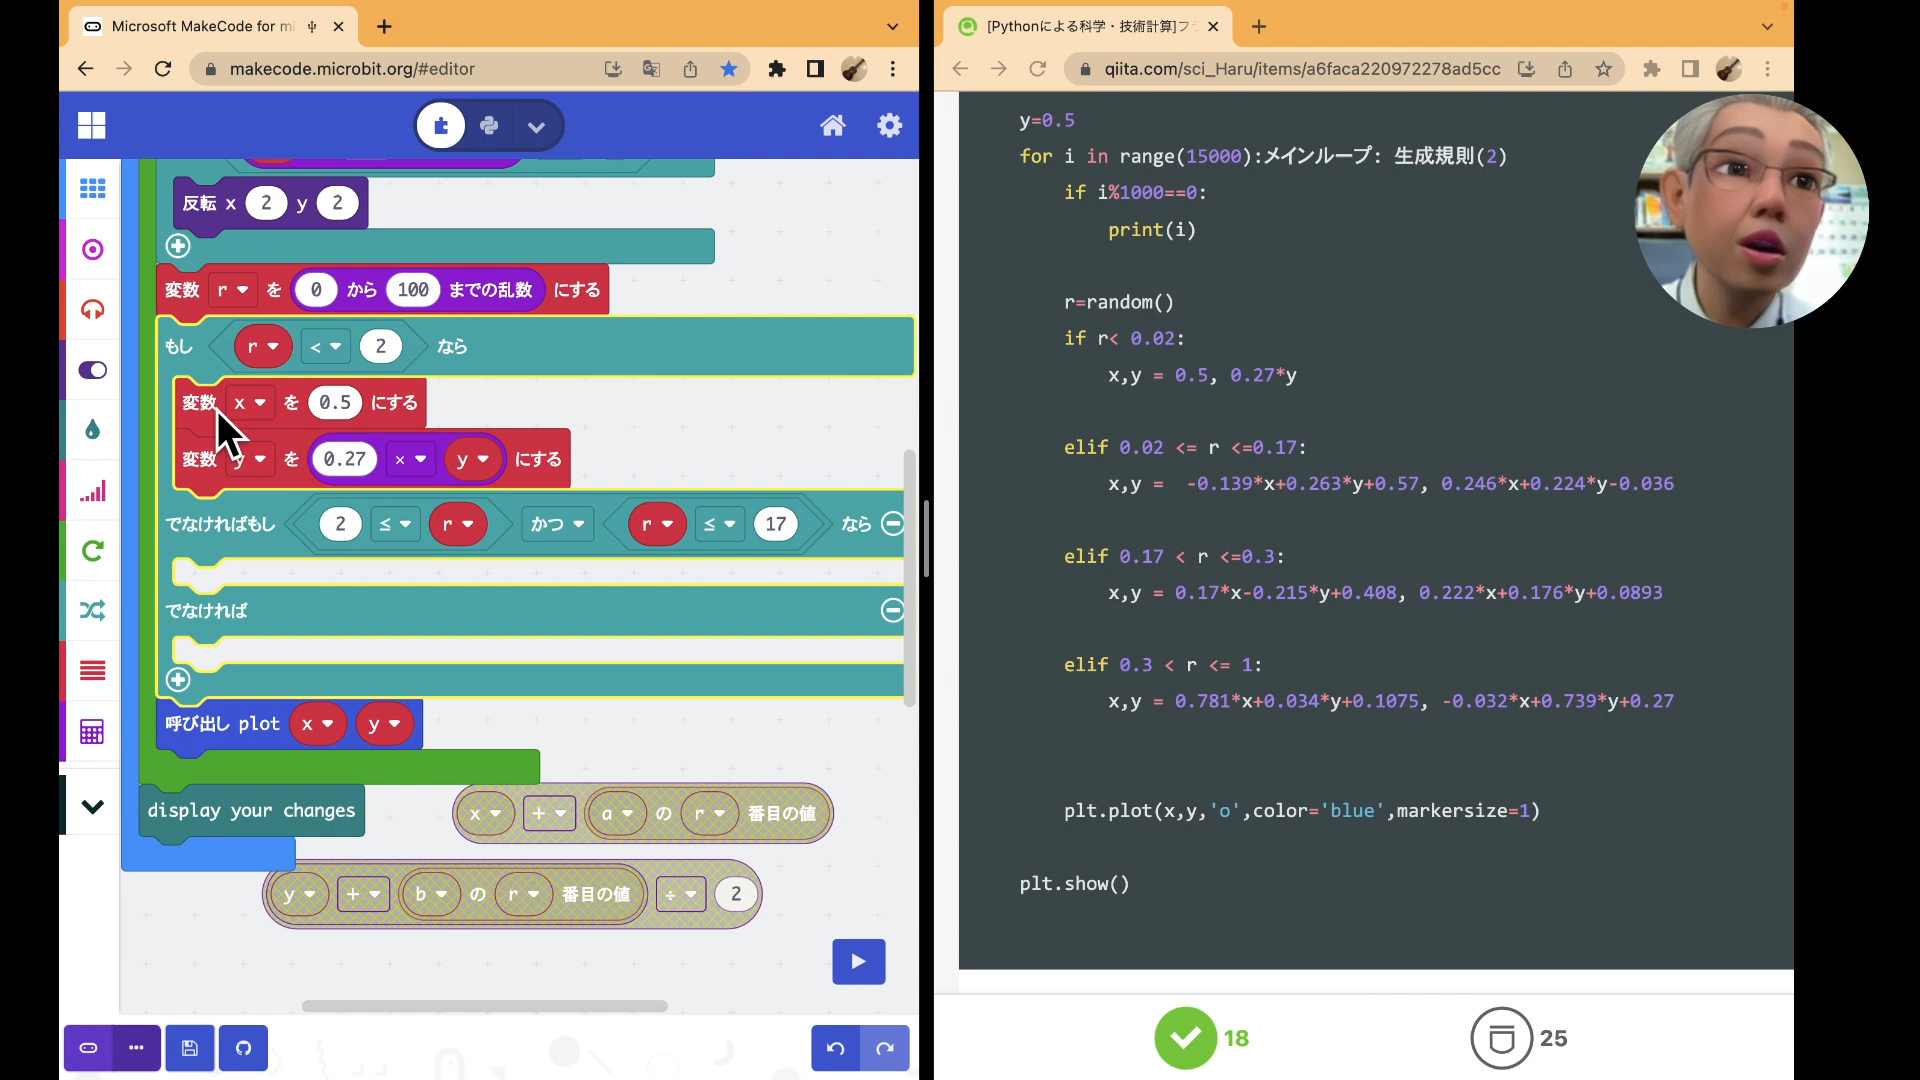 Microsoft MakeCode for mi
makecode.microbit.org/#editor
反転 x 2 y 2
変数 r を 0 から 100 までの乱数 にする
もし r < 2 なら
変数 x を 0.5 にする
変数 y を 0.27 × y にする
でなければもし 2 ≤ r かつ r ≤ 17 なら
でなければ
呼び出し plot x y
display your changes
x + a の r 番目の値
y + b の r 番目の値 ÷ 2
[Pythonによる科学・技術計算]フラ
qiita.com/sci_Haru/items/a6faca220972278ad5cc
y=0.5
for i in range(15000):メインループ: 生成規則(2)
if i%1000==0:
print(i)
r=random()
if r< 0.02:
x,y = 0.5, 0.27*y
elif 0.02 <= r <=0.17:
x,y =  -0.139*x+0.263*y+0.57, 0.246*x+0.224*y-0.036
elif 0.17 < r <=0.3:
x,y = 0.17*x-0.215*y+0.408, 0.222*x+0.176*y+0.0893
elif 0.3 < r <= 1:
x,y = 0.781*x+0.034*y+0.1075, -0.032*x+0.739*y+0.27
plt.plot(x,y,'o',color='blue',markersize=1)
plt.show()
18
25